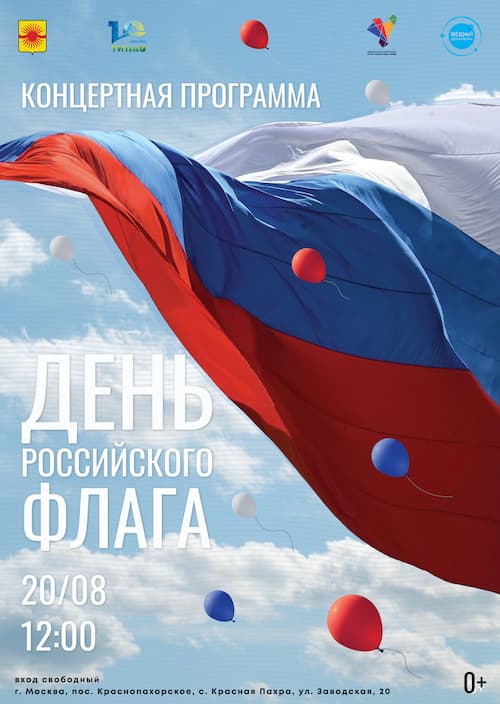 КОНЦЕРТНАЯ ПРОГРАММА
ДЕНЬ
РОССИЙСКОГО
ФЛАГА
20/08
12:00
вход свободный
г. Москва, пос. Краснопахорское, с. Красная Пахра, ул. Заводская, 20
0+